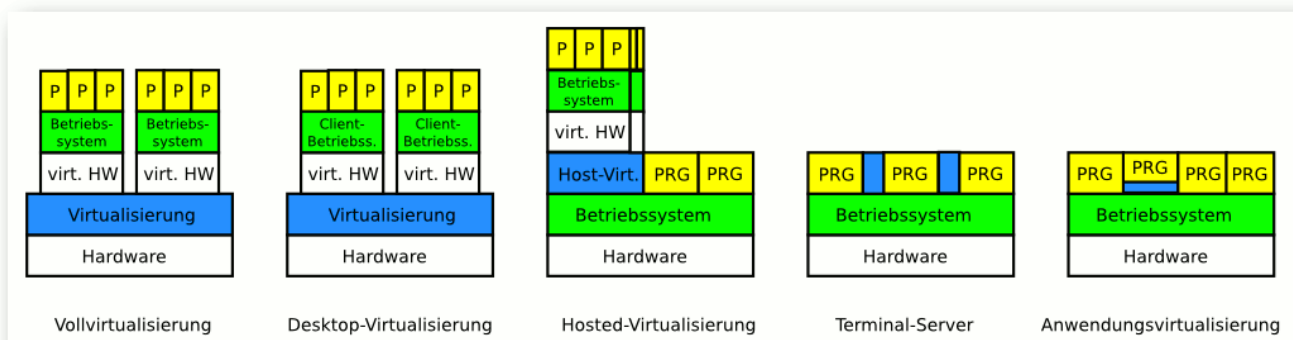 P P P
Betriebs-
system
virt. HW
P P P
Betriebs-
system
virt. HW
Virtualisierung
Hardware
Vollvirtualisierung
P P P
Client-
Betriebss.
virt. HW
P P P
Client-
Betriebss.
virt. HW
Virtualisierung
Hardware
Desktop-Virtualisierung
P P P
Betriebs-
system
virt. HW
Host-Virt. PRG PRG
Betriebssystem
Hardware
Hosted-Virtualisierung
PRG PRG PRG
Betriebssystem
Hardware
Terminal-Server
PRG PRG PRG PRG
Betriebssystem
Hardware
Anwendungsvirtualisierung